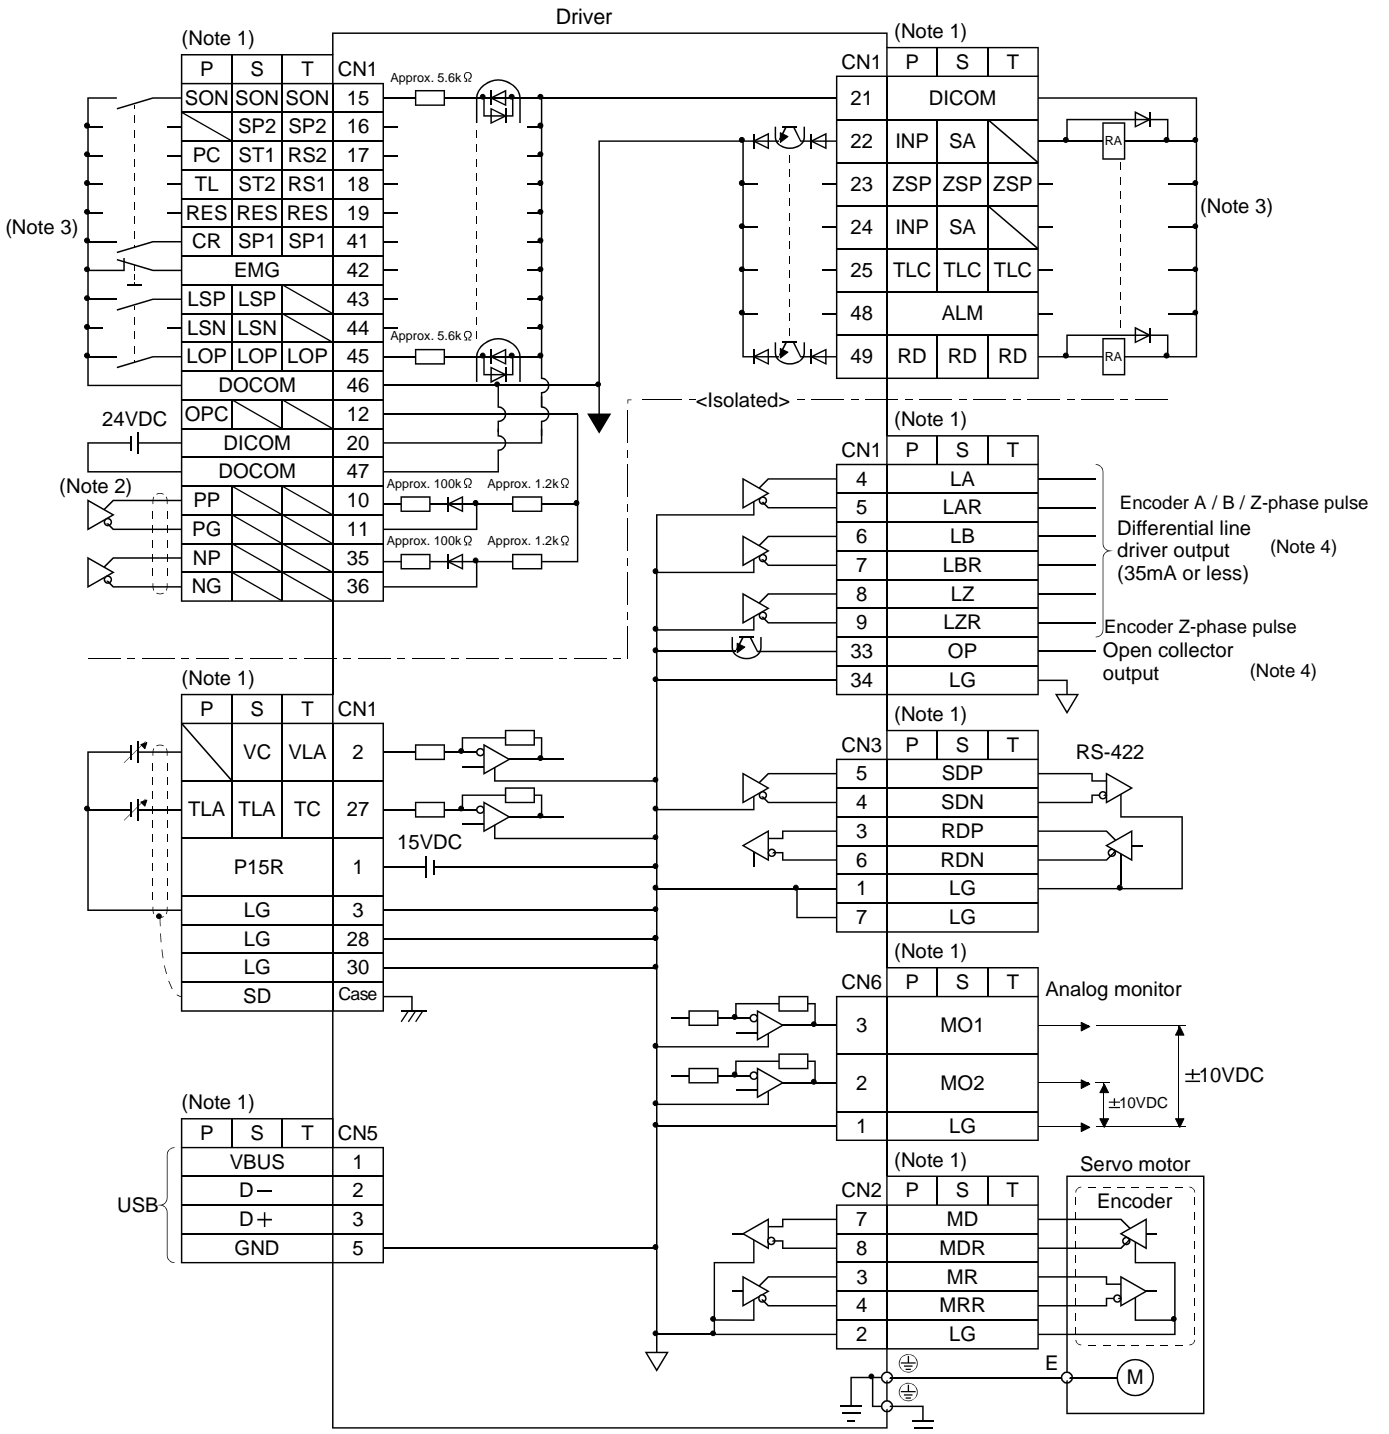 Driver
(Note 1)
P S T CN1
SON SON SON 15
SP2 SP2 16
PC ST1 RS2 17
TL ST2 RS1 18
RES RES RES 19
CR SP1 SP1 41
EMG 42
LSP LSP 43
LSN LSN 44
LOP LOP LOP 45
DOCOM 46
OPC 12
DICOM 20
DOCOM 47
PP 10
PG 11
NP 35
NG 36
(Note 3)
24VDC
(Note 2)
Approx. 5.6kΩ
Approx. 5.6kΩ
Approx. 100kΩ Approx. 1.2kΩ
Approx. 100kΩ Approx. 1.2kΩ
(Note 1)
CN1 P S T
21 DICOM
22 INP SA
23 ZSP ZSP ZSP
24 INP SA
25 TLC TLC TLC
48 ALM
49 RD RD RD
RA
RA
(Note 3)
<Isolated>
(Note 1)
CN1 P S T
4 LA
5 LAR
6 LB
7 LBR
8 LZ
9 LZR
33 OP
34 LG
Encoder A / B / Z-phase pulse
Differential line
driver output (Note 4)
(35mA or less)
Encoder Z-phase pulse
Open collector
output (Note 4)
(Note 1)
P S T CN1
VC VLA 2
TLA TLA TC 27
P15R 1
LG 3
LG 28
LG 30
SD Case
15VDC
(Note 1)
CN3 P S T
5 SDP
4 SDN
3 RDP
6 RDN
1 LG
7 LG
RS-422
(Note 1)
CN6 P S T
3 MO1
2 MO2
1 LG
Analog monitor
±10VDC
±10VDC
(Note 1)
P S T CN5
VBUS 1
D− 2
D+ 3
GND 5
USB
(Note 1)
CN2 P S T
7 MD
8 MDR
3 MR
4 MRR
2 LG
Servo motor
Encoder
E
M